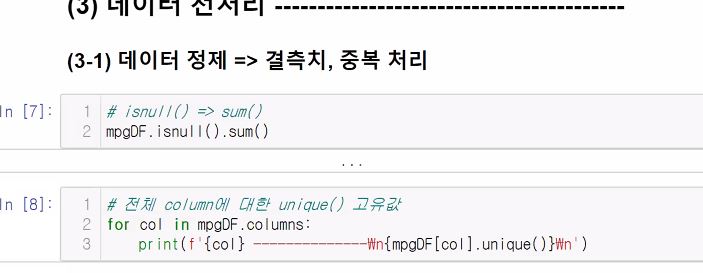 (3) 데이터 전처리 -----------------------------------------
(3-1) 데이터 정제 => 결측치, 중복 처리
In [7]:
1 # isnull() => sum()
2 mpgDF.isnull().sum()
...
In [8]:
1 # 전체 column에 대한 unique() 고유값
2 for col in mpgDF.columns:
3     print(f'{col} --------------₩n{mpgDF[col].unique()}₩n')